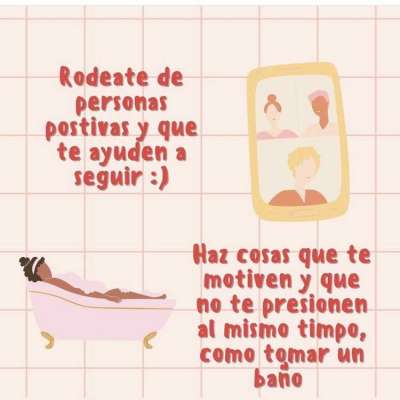 Rodeate de
personas
postivas y que
te ayuden a
seguir :)
Haz cosas que te
motiven y que
no te presionen
al mismo timpo,
como tomar un
baño